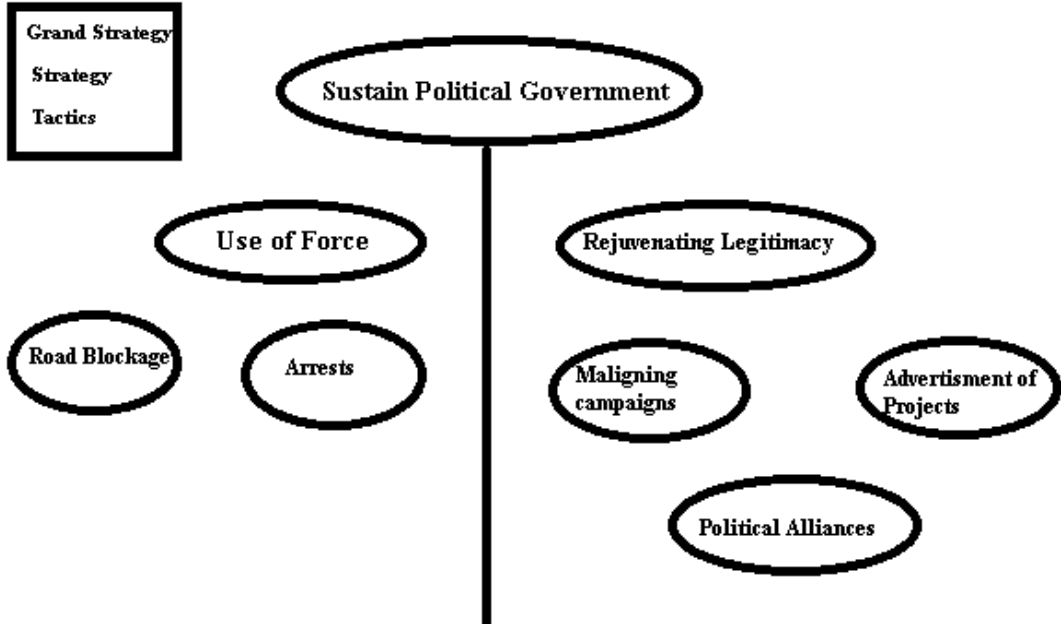 Grand Strategy
Strategy
Tactics
Sustain Political Government
Use of Force
Rejuvenating Legitimacy
Road Blockage
Arrests
Maligning
campaigns
Advertisment of
Projects
Political Alliances